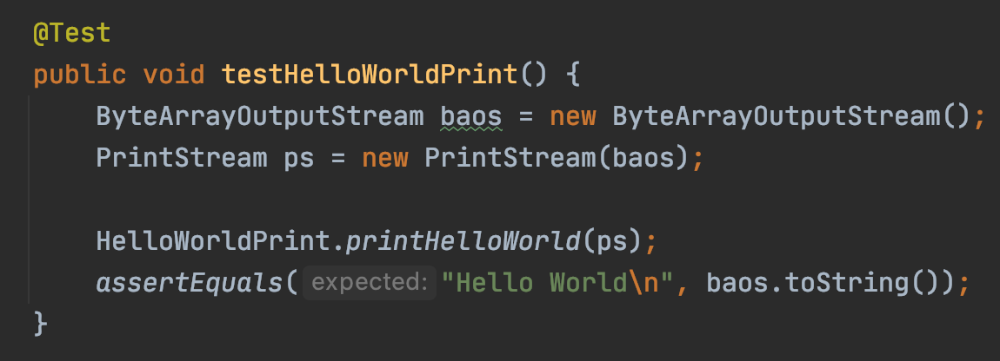 @Test
public void testHelloWorldPrint() {
ByteArrayOutputStream baos = new ByteArrayOutputStream();
PrintStream ps = new PrintStream(baos);
HelloWorldPrint.printHelloWorld(ps);
assertEquals( expected: "Hello World\n", baos.toString());
}